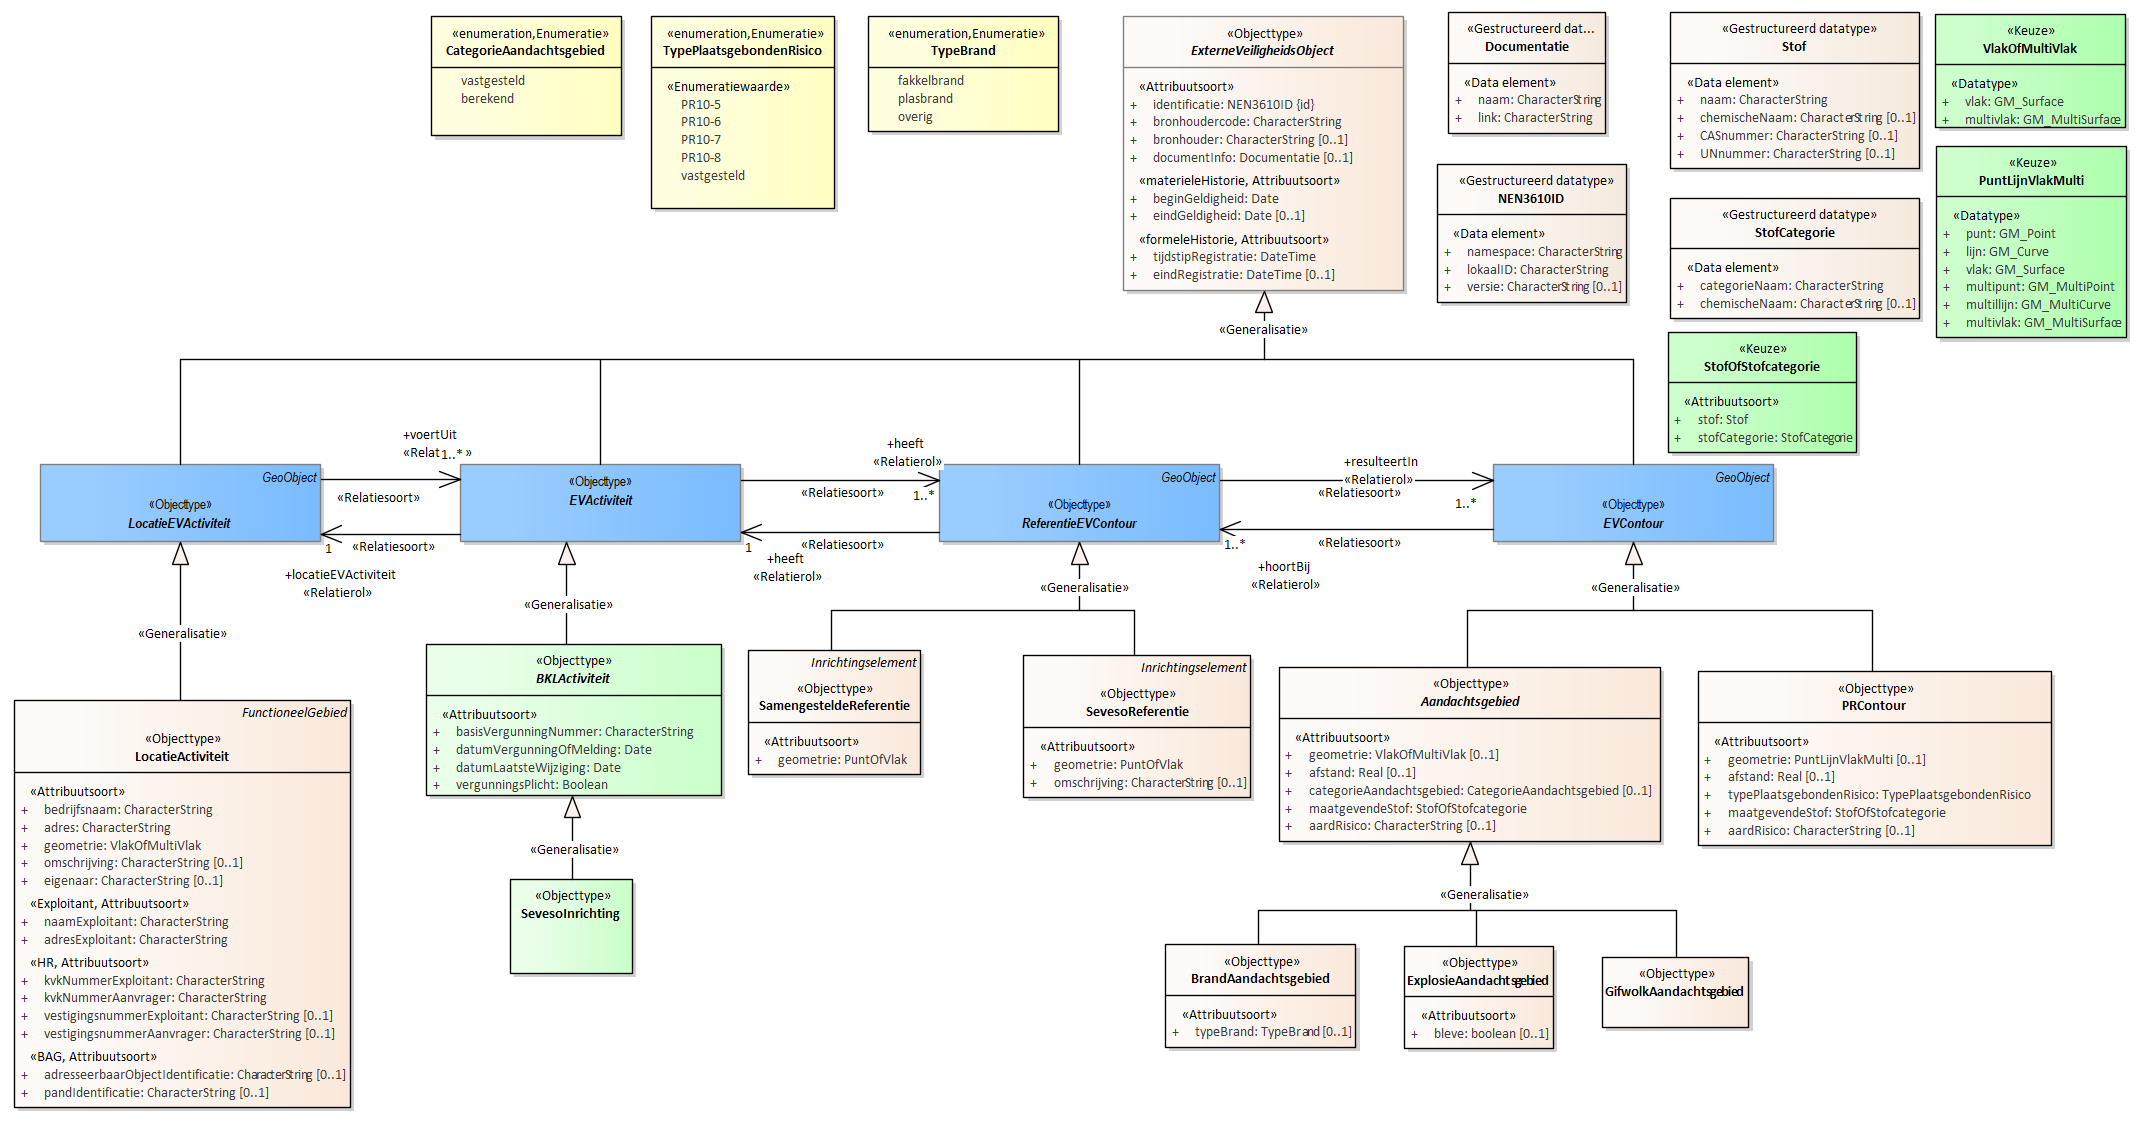 «enumeration,Enumeratie»
CategorieAandachtsgebied
vastgesteld
berekend
«enumeration,Enumeratie»
TypePlaatsgebondenRisico
«Enumeratiewaarde»
PR10-5
PR10-6
PR10-7
PR10-8
vastgesteld
«enumeration,Enumeratie»
TypeBrand
fakkelbrand
plasbrand
overig
«Objecttype»
ExterneVeiligheidsObject
«Attribuutsoort»
+ identificatie: NEN3610ID {id}
+ bronhoudercode: CharacterString
+ bronhouder: CharacterString [0..1]
+ documentInfo: Documentatie [0..1]
«materieleHistorie, Attribuutsoort»
+ beginGeldigheid: Date
+ eindGeldigheid: Date [0..1]
«formeleHistorie, Attribuutsoort»
+ tijdstipRegistratie: DateTime
+ eindRegistratie: DateTime [0..1]
«Gestructureerd dat...
Documentatie
«Data element»
+ naam: CharacterString
+ link: CharacterString
«Gestructureerd datatype»
NEN3610ID
«Data element»
+ namespace: CharacterString
+ lokaalID: CharacterString
+ versie: CharacterString [0..1]
«Gestructureerd datatype»
Stof
«Data element»
+ naam: CharacterString
+ chemischeNaam: CharacterString [0..1]
+ CASnummer: CharacterString [0..1]
+ UNnummer: CharacterString [0..1]
«Gestructureerd datatype»
StofCategorie
«Data element»
+ categorieNaam: CharacterString
+ chemischeNaam: CharacterString [0..1]
«Keuze»
StofOfStofcategorie
«Attribuutsoort»
+ stof: Stof
+ stofCategorie: StofCategorie
«Keuze»
VlakOfMultiVlak
«Datatype»
+ vlak: GM_Surface
+ multivlak: GM_MultiSurface
«Keuze»
PuntLijnVlakMulti
«Datatype»
+ punt: GM_Point
+ lijn: GM_Curve
+ vlak: GM_Surface
+ multipunt: GM_MultiPoint
+ multillijn: GM_MultiCurve
+ multivlak: GM_MultiSurface
«Generalisatie»
GeoObject
«Objecttype»
LocatieEVActiviteit
+voertUit
«Relat 1..* »
«Relatiesoort»
«Relatiesoort»
1
+locatieEVActiviteit
«Relatierol»
«Objecttype»
EVActiviteit
+heeft
«Relatierol»
«Relatiesoort»
1..*
«Relatiesoort»
1
+heeft
«Relatierol»
GeoObject
«Objecttype»
ReferentieEVContour
+resulteertIn
«Relatierol»
«Relatiesoort»
1..*
«Relatiesoort»
1..*
+hoortBij
«Relatierol»
GeoObject
«Objecttype»
EVContour
«Generalisatie»
«Generalisatie»
«Generalisatie»
«Generalisatie»
FunctioneelGebied
«Objecttype»
LocatieActiviteit
«Attribuutsoort»
+ bedrijfsnaam: CharacterString
+ adres: CharacterString
+ geometrie: VlakOfMultiVlak
+ omschrijving: CharacterString [0..1]
+ eigenaar: CharacterString [0..1]
«Exploitant, Attribuutsoort»
+ naamExploitant: CharacterString
+ adresExploitant: CharacterString
«HR, Attribuutsoort»
+ kvkNummerExploitant: CharacterString
+ kvkNummerAanvrager: CharacterString
+ vestigingsnummerExploitant: CharacterString [0..1]
+ vestigingsnummerAanvrager: CharacterString [0..1]
«BAG, Attribuutsoort»
+ adresseerbaarObjectIdentificatie: CharacterString [0..1]
+ pandIdentificatie: CharacterString [0..1]
«Objecttype»
BKLActiviteit
«Attribuutsoort»
+ basisVergunningNummer: CharacterString
+ datumVergunningOfMelding: Date
+ datumLaatsteWijziging: Date
+ vergunningsPlicht: Boolean
«Generalisatie»
«Objecttype»
SevesoInrichting
Inrichtingselement
«Objecttype»
SamengesteldeReferentie
«Attribuutsoort»
+ geometrie: PuntOfVlak
Inrichtingselement
«Objecttype»
SevesoReferentie
«Attribuutsoort»
+ geometrie: PuntOfVlak
+ omschrijving: CharacterString [0..1]
«Objecttype»
Aandachtsgebied
«Attribuutsoort»
+ geometrie: VlakOfMultiVlak [0..1]
+ afstand: Real [0..1]
+ categorieAandachtsgebied: CategorieAandachtsgebied [0..1]
+ maatgevendeStof: StofOfStofcategorie
+ aardRisico: CharacterString [0..1]
«Objecttype»
PRContour
«Attribuutsoort»
+ geometrie: PuntLijnVlakMulti [0..1]
+ afstand: Real [0..1]
+ typePlaatsgebondenRisico: TypePlaatsgebondenRisico
+ maatgevendeStof: StofOfStofcategorie
+ aardRisico: CharacterString [0..1]
«Generalisatie»
«Objecttype»
BrandAandachtsgebied
«Attribuutsoort»
+ typeBrand: TypeBrand [0..1]
«Objecttype»
ExplosieAandachtsgebied
«Attribuutsoort»
+ bleve: boolean [0..1]
«Objecttype»
GifwolkAandachtsgebied